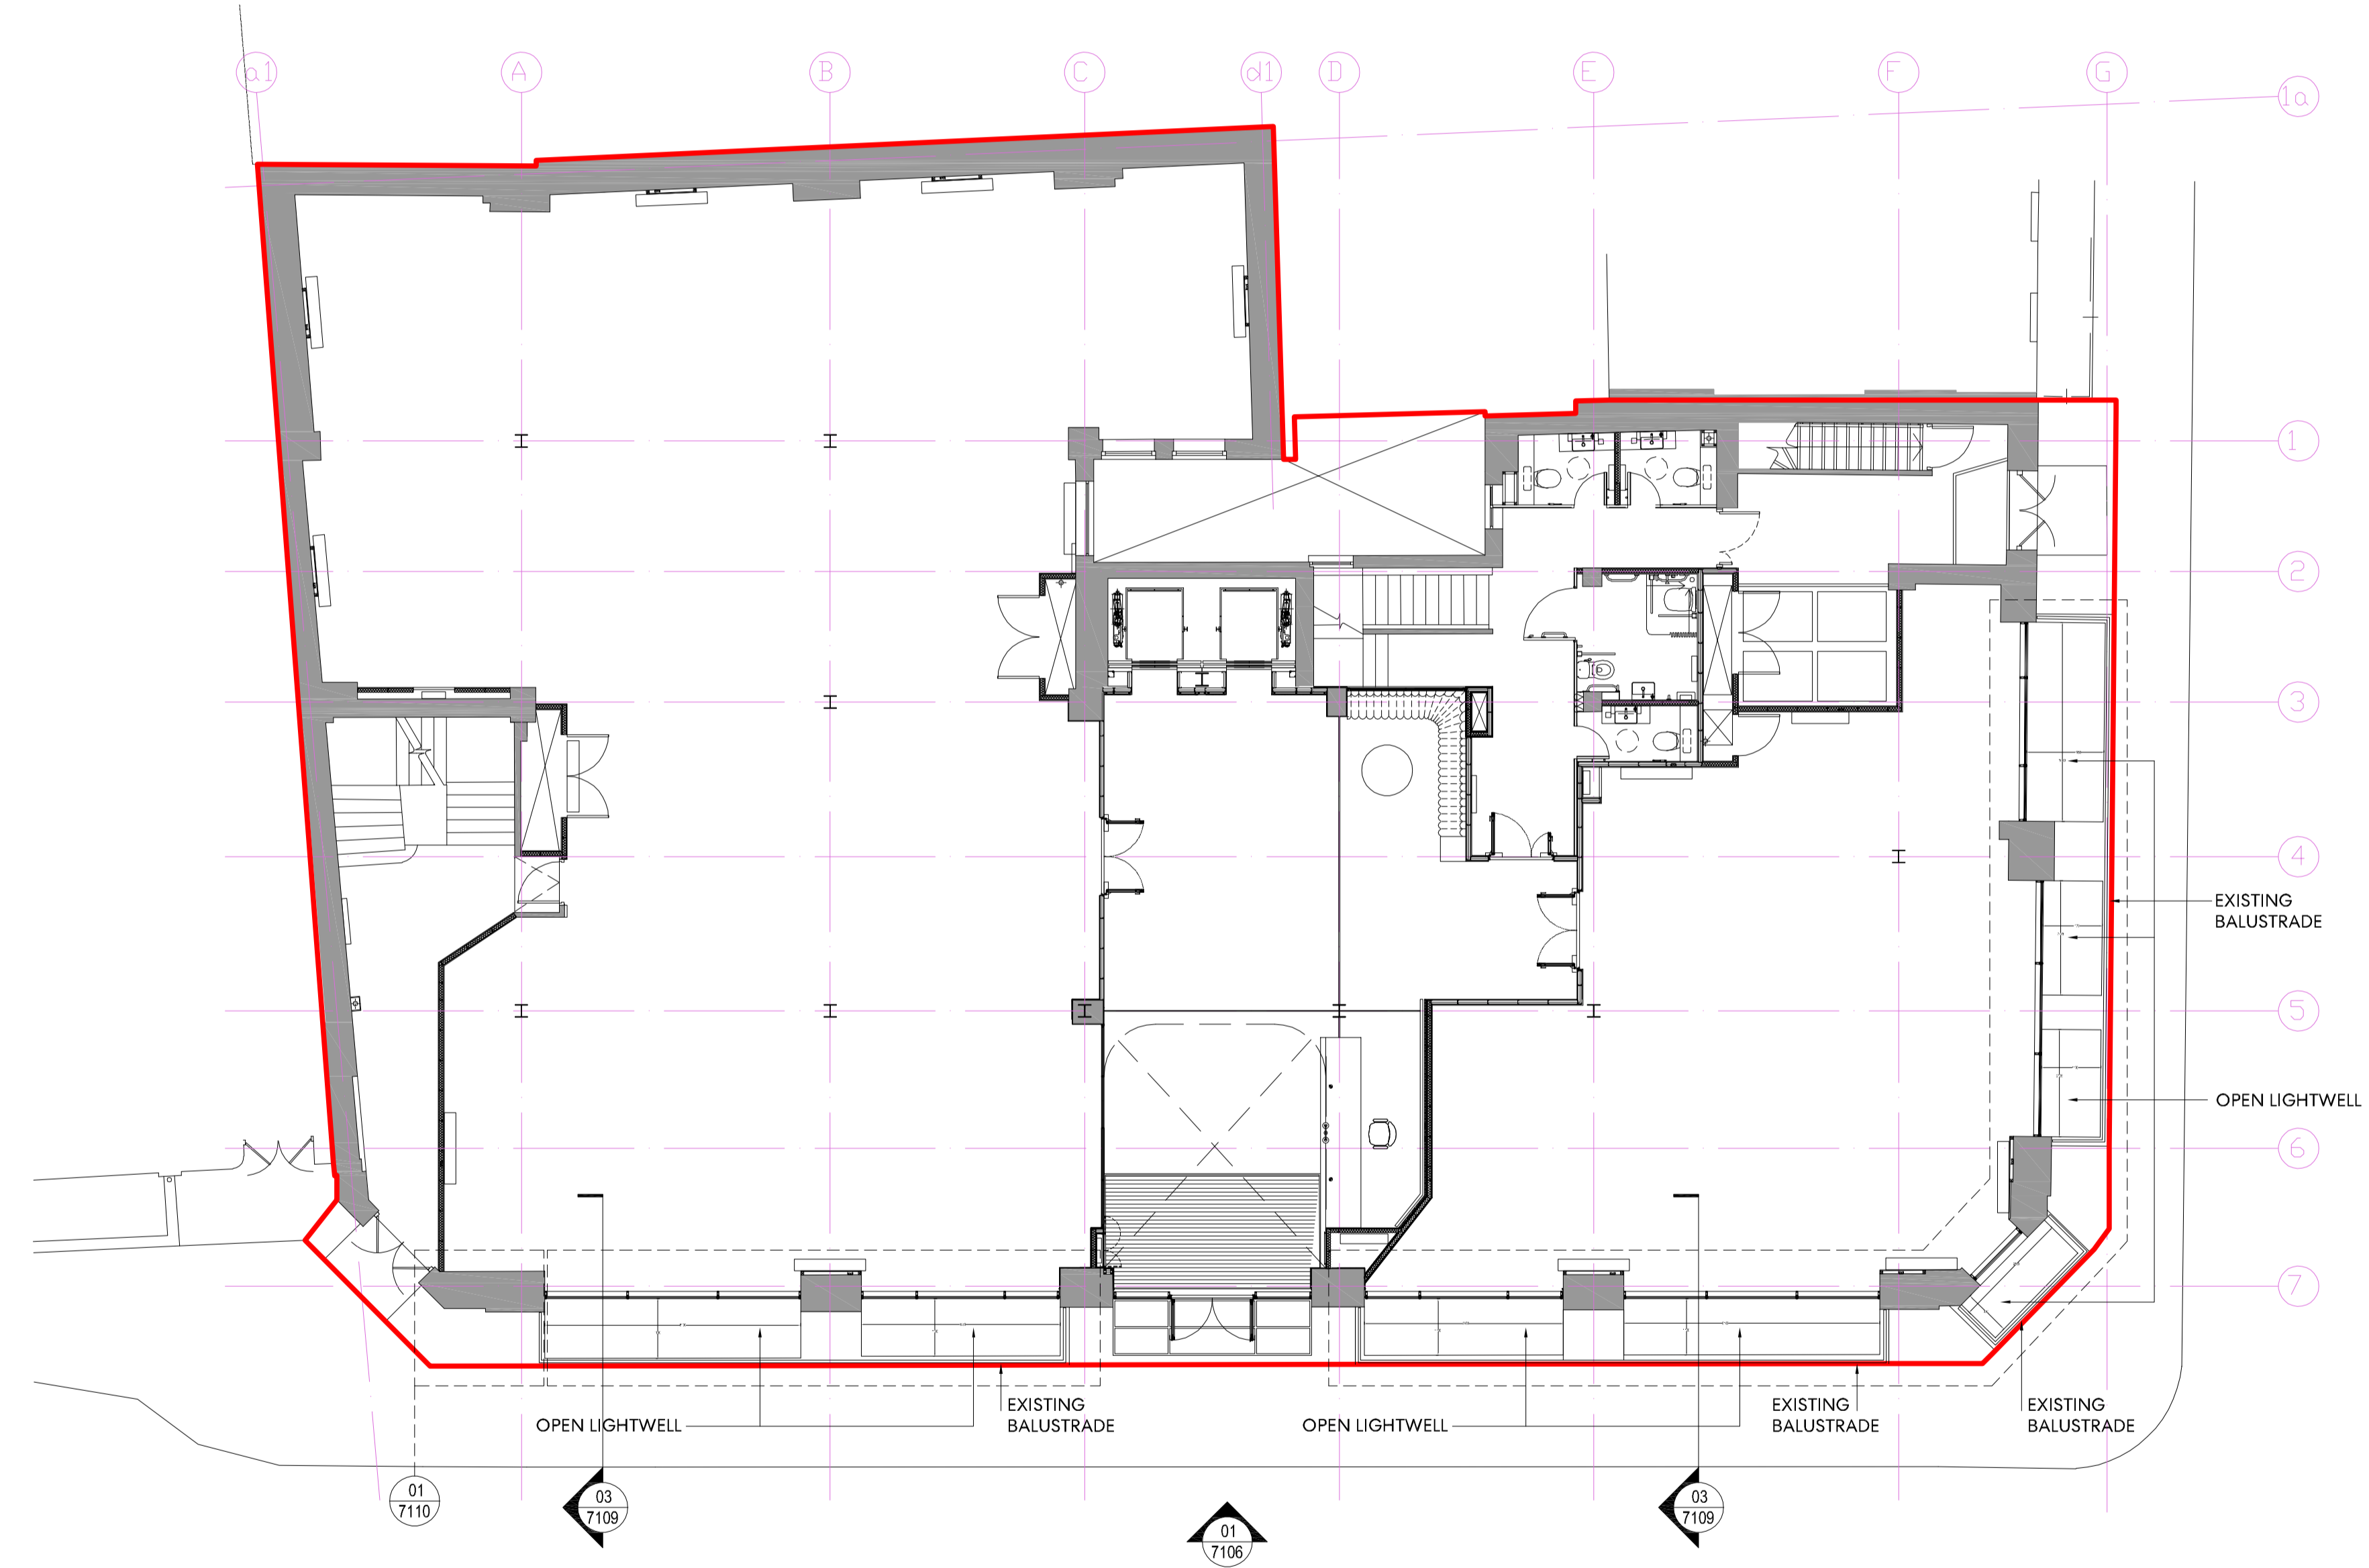 a1
A
B
C
d1
D
E
F
G
1a
1
2
3
4
EXISTING
BALUSTRADE
5
OPEN LIGHTWELL
6
7
EXISTING
BALUSTRADE
OPEN LIGHTWELL
EXISTING
BALUSTRADE
OPEN LIGHTWELL
EXISTING
BALUSTRADE
01
7110
03
7109
01
7106
03
7109